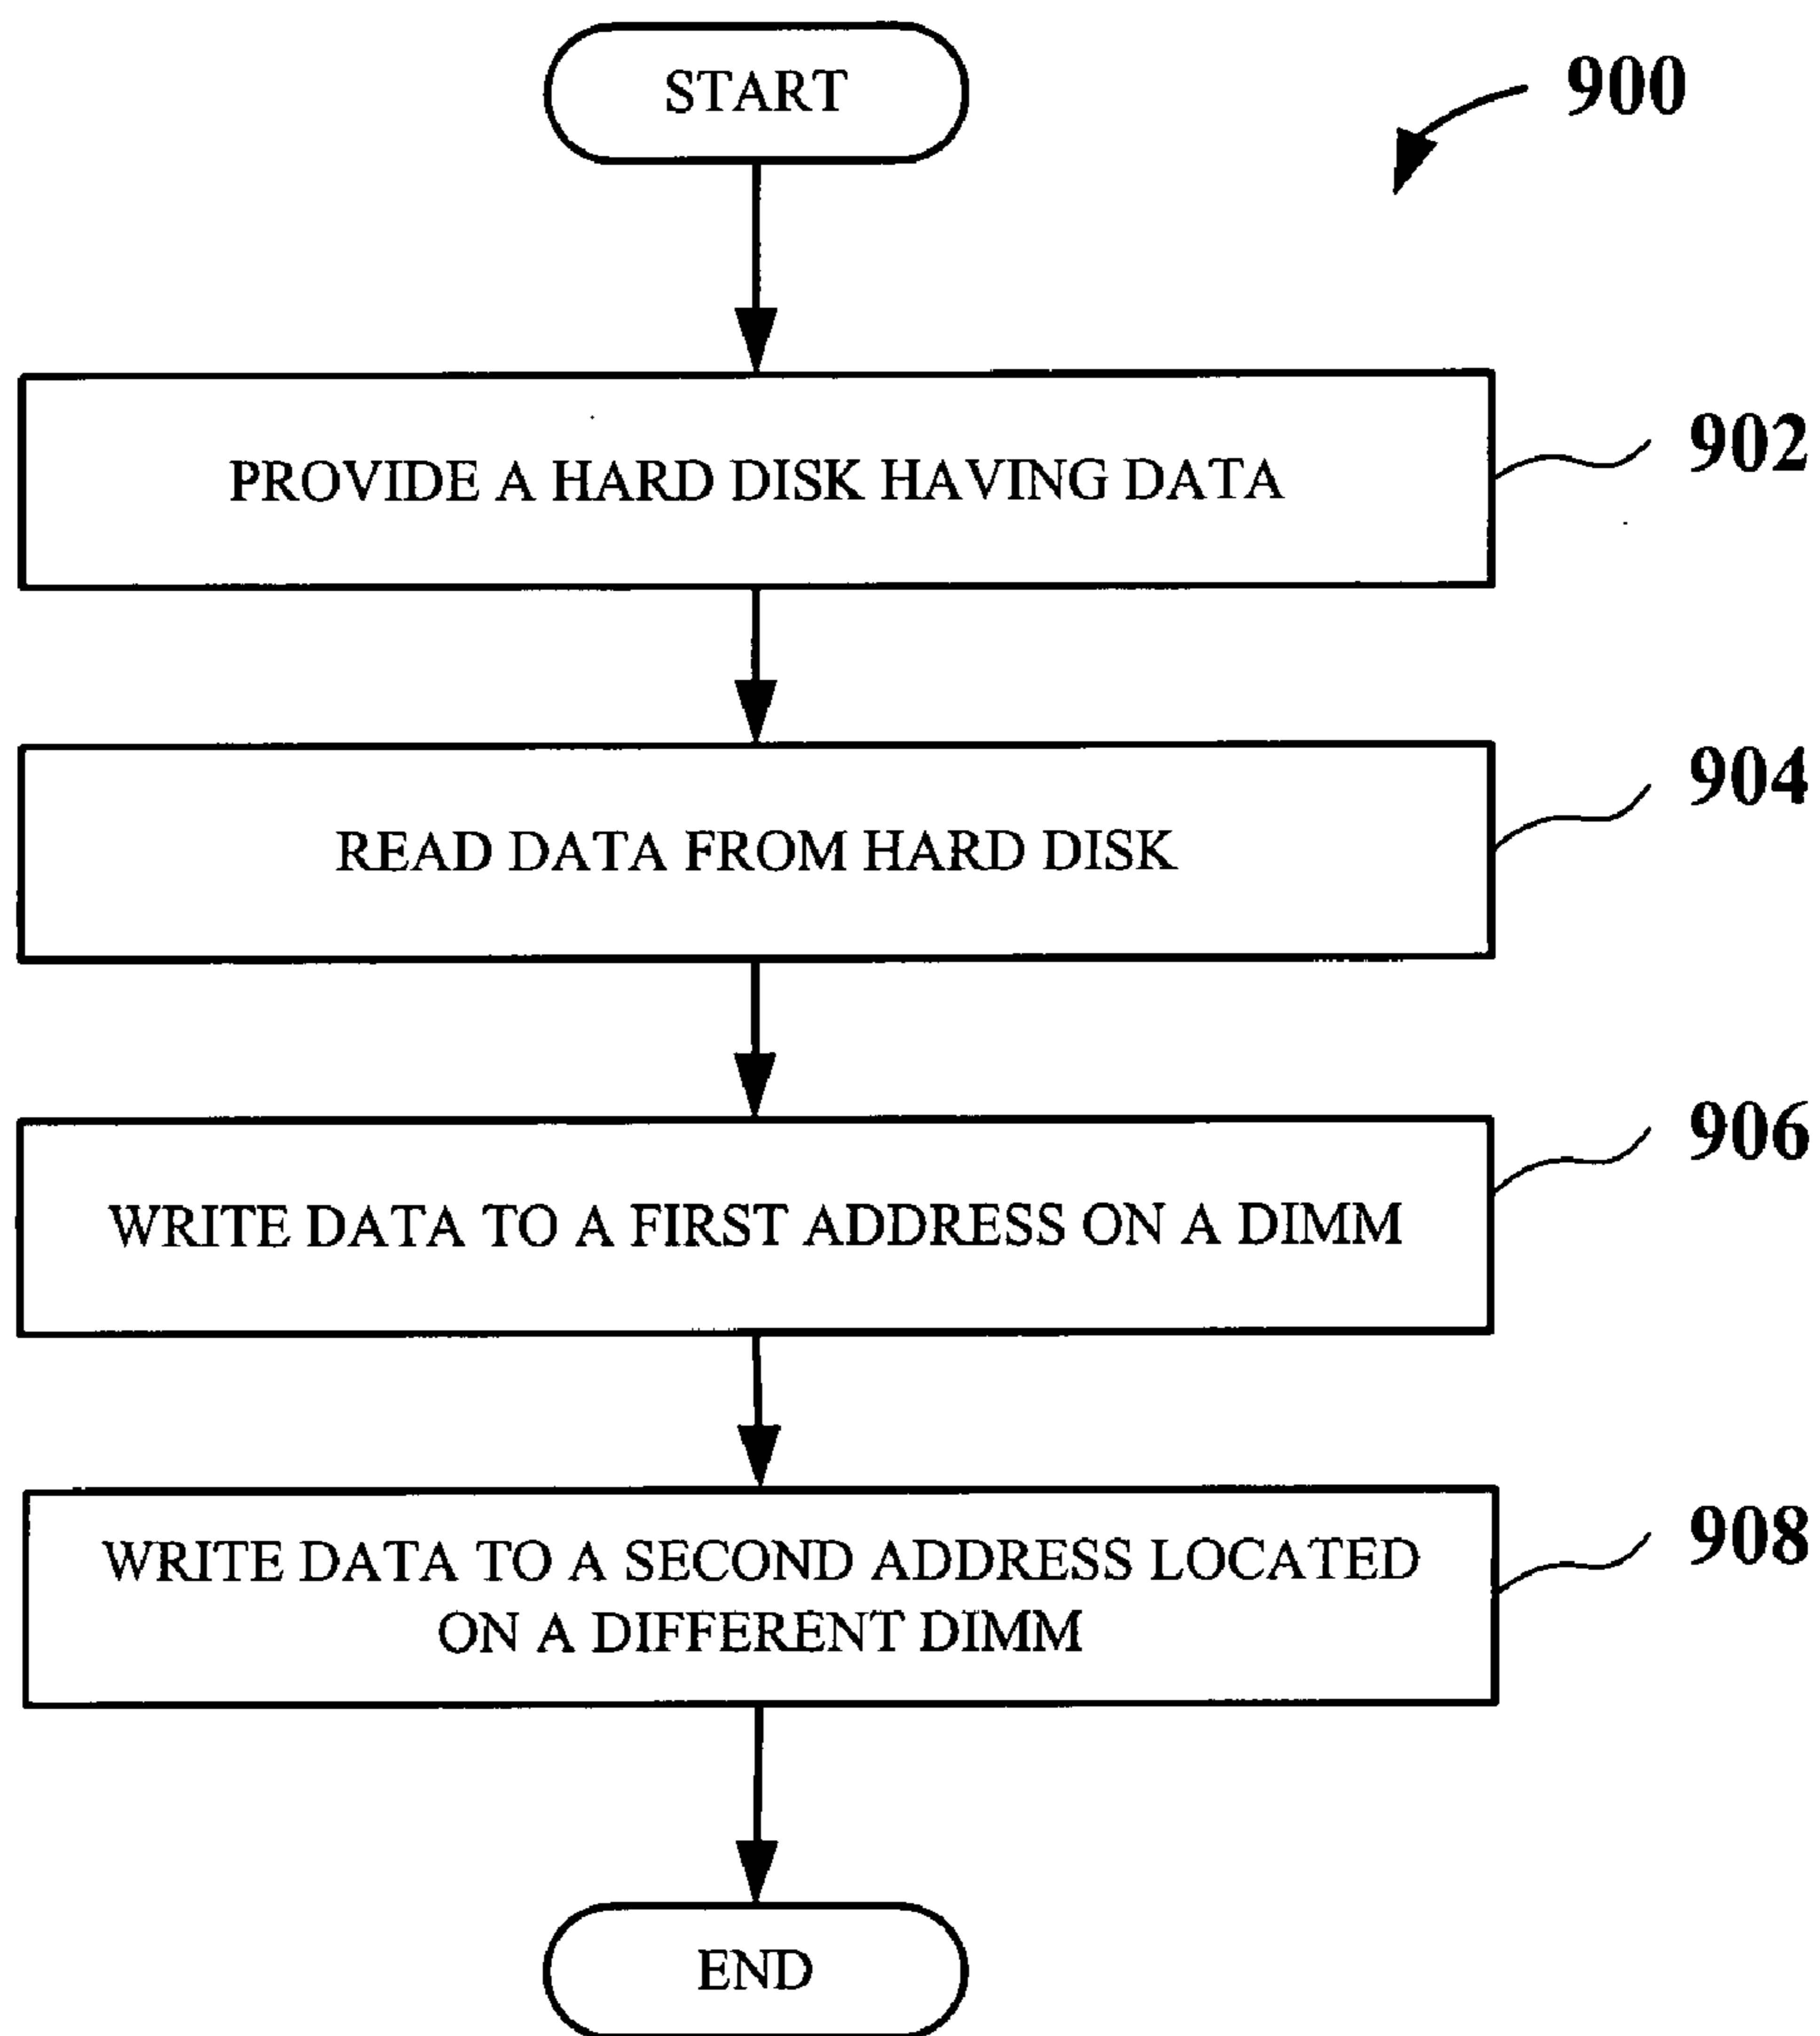 START
900
PROVIDE A HARD DISK HAVING DATA
902
READ DATA FROM HARD DISK
904
WRITE DATA TO A FIRST ADDRESS ON A DIMM
906
WRITE DATA TO A SECOND ADDRESS LOCATED
ON A DIFFERENT DIMM
908
END